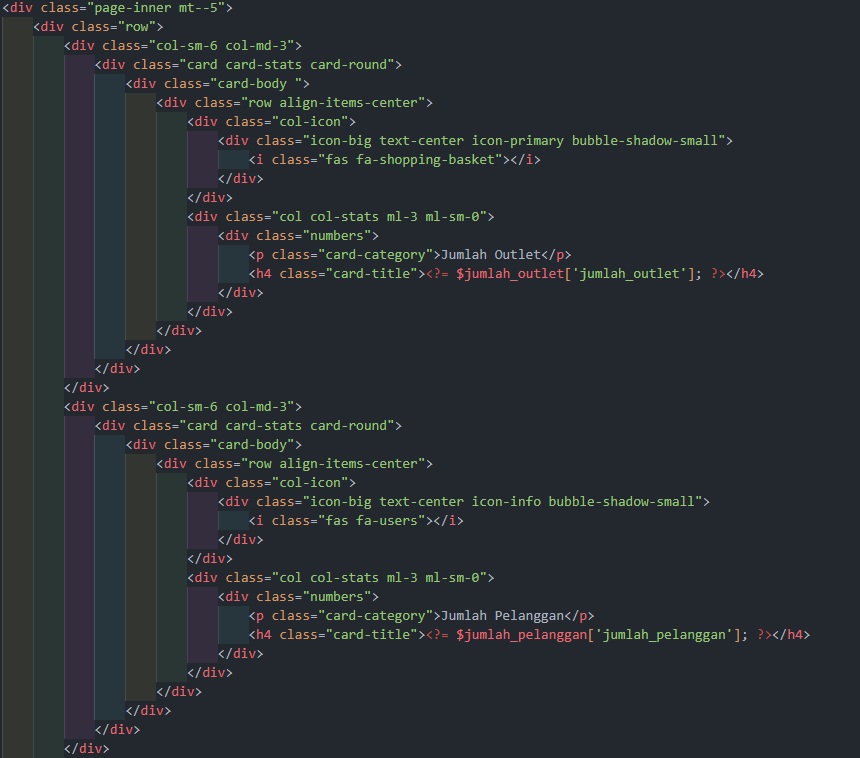 <div class="page-inner mt--5">
<div class="row">
<div class="col-sm-6 col-md-3">
<div class="card card-stats card-round">
<div class="card-body ">
<div class="row align-items-center">
<div class="col-icon">
<div class="icon-big text-center icon-primary bubble-shadow-small">
<i class="fas fa-shopping-basket"></i>
</div>
</div>
<div class="col col-stats ml-3 ml-sm-0">
<div class="numbers">
<p class="card-category">Jumlah Outlet</p>
<h4 class="card-title"><?= $jumlah_outlet['jumlah_outlet']; ?></h4>
</div>
</div>
</div>
</div>
</div>
</div>
<div class="col-sm-6 col-md-3">
<div class="card card-stats card-round">
<div class="card-body">
<div class="row align-items-center">
<div class="col-icon">
<div class="icon-big text-center icon-info bubble-shadow-small">
<i class="fas fa-users"></i>
</div>
</div>
<div class="col col-stats ml-3 ml-sm-0">
<div class="numbers">
<p class="card-category">Jumlah Pelanggan</p>
<h4 class="card-title"><?= $jumlah_pelanggan['jumlah_pelanggan']; ?></h4>
</div>
</div>
</div>
</div>
</div>
</div>